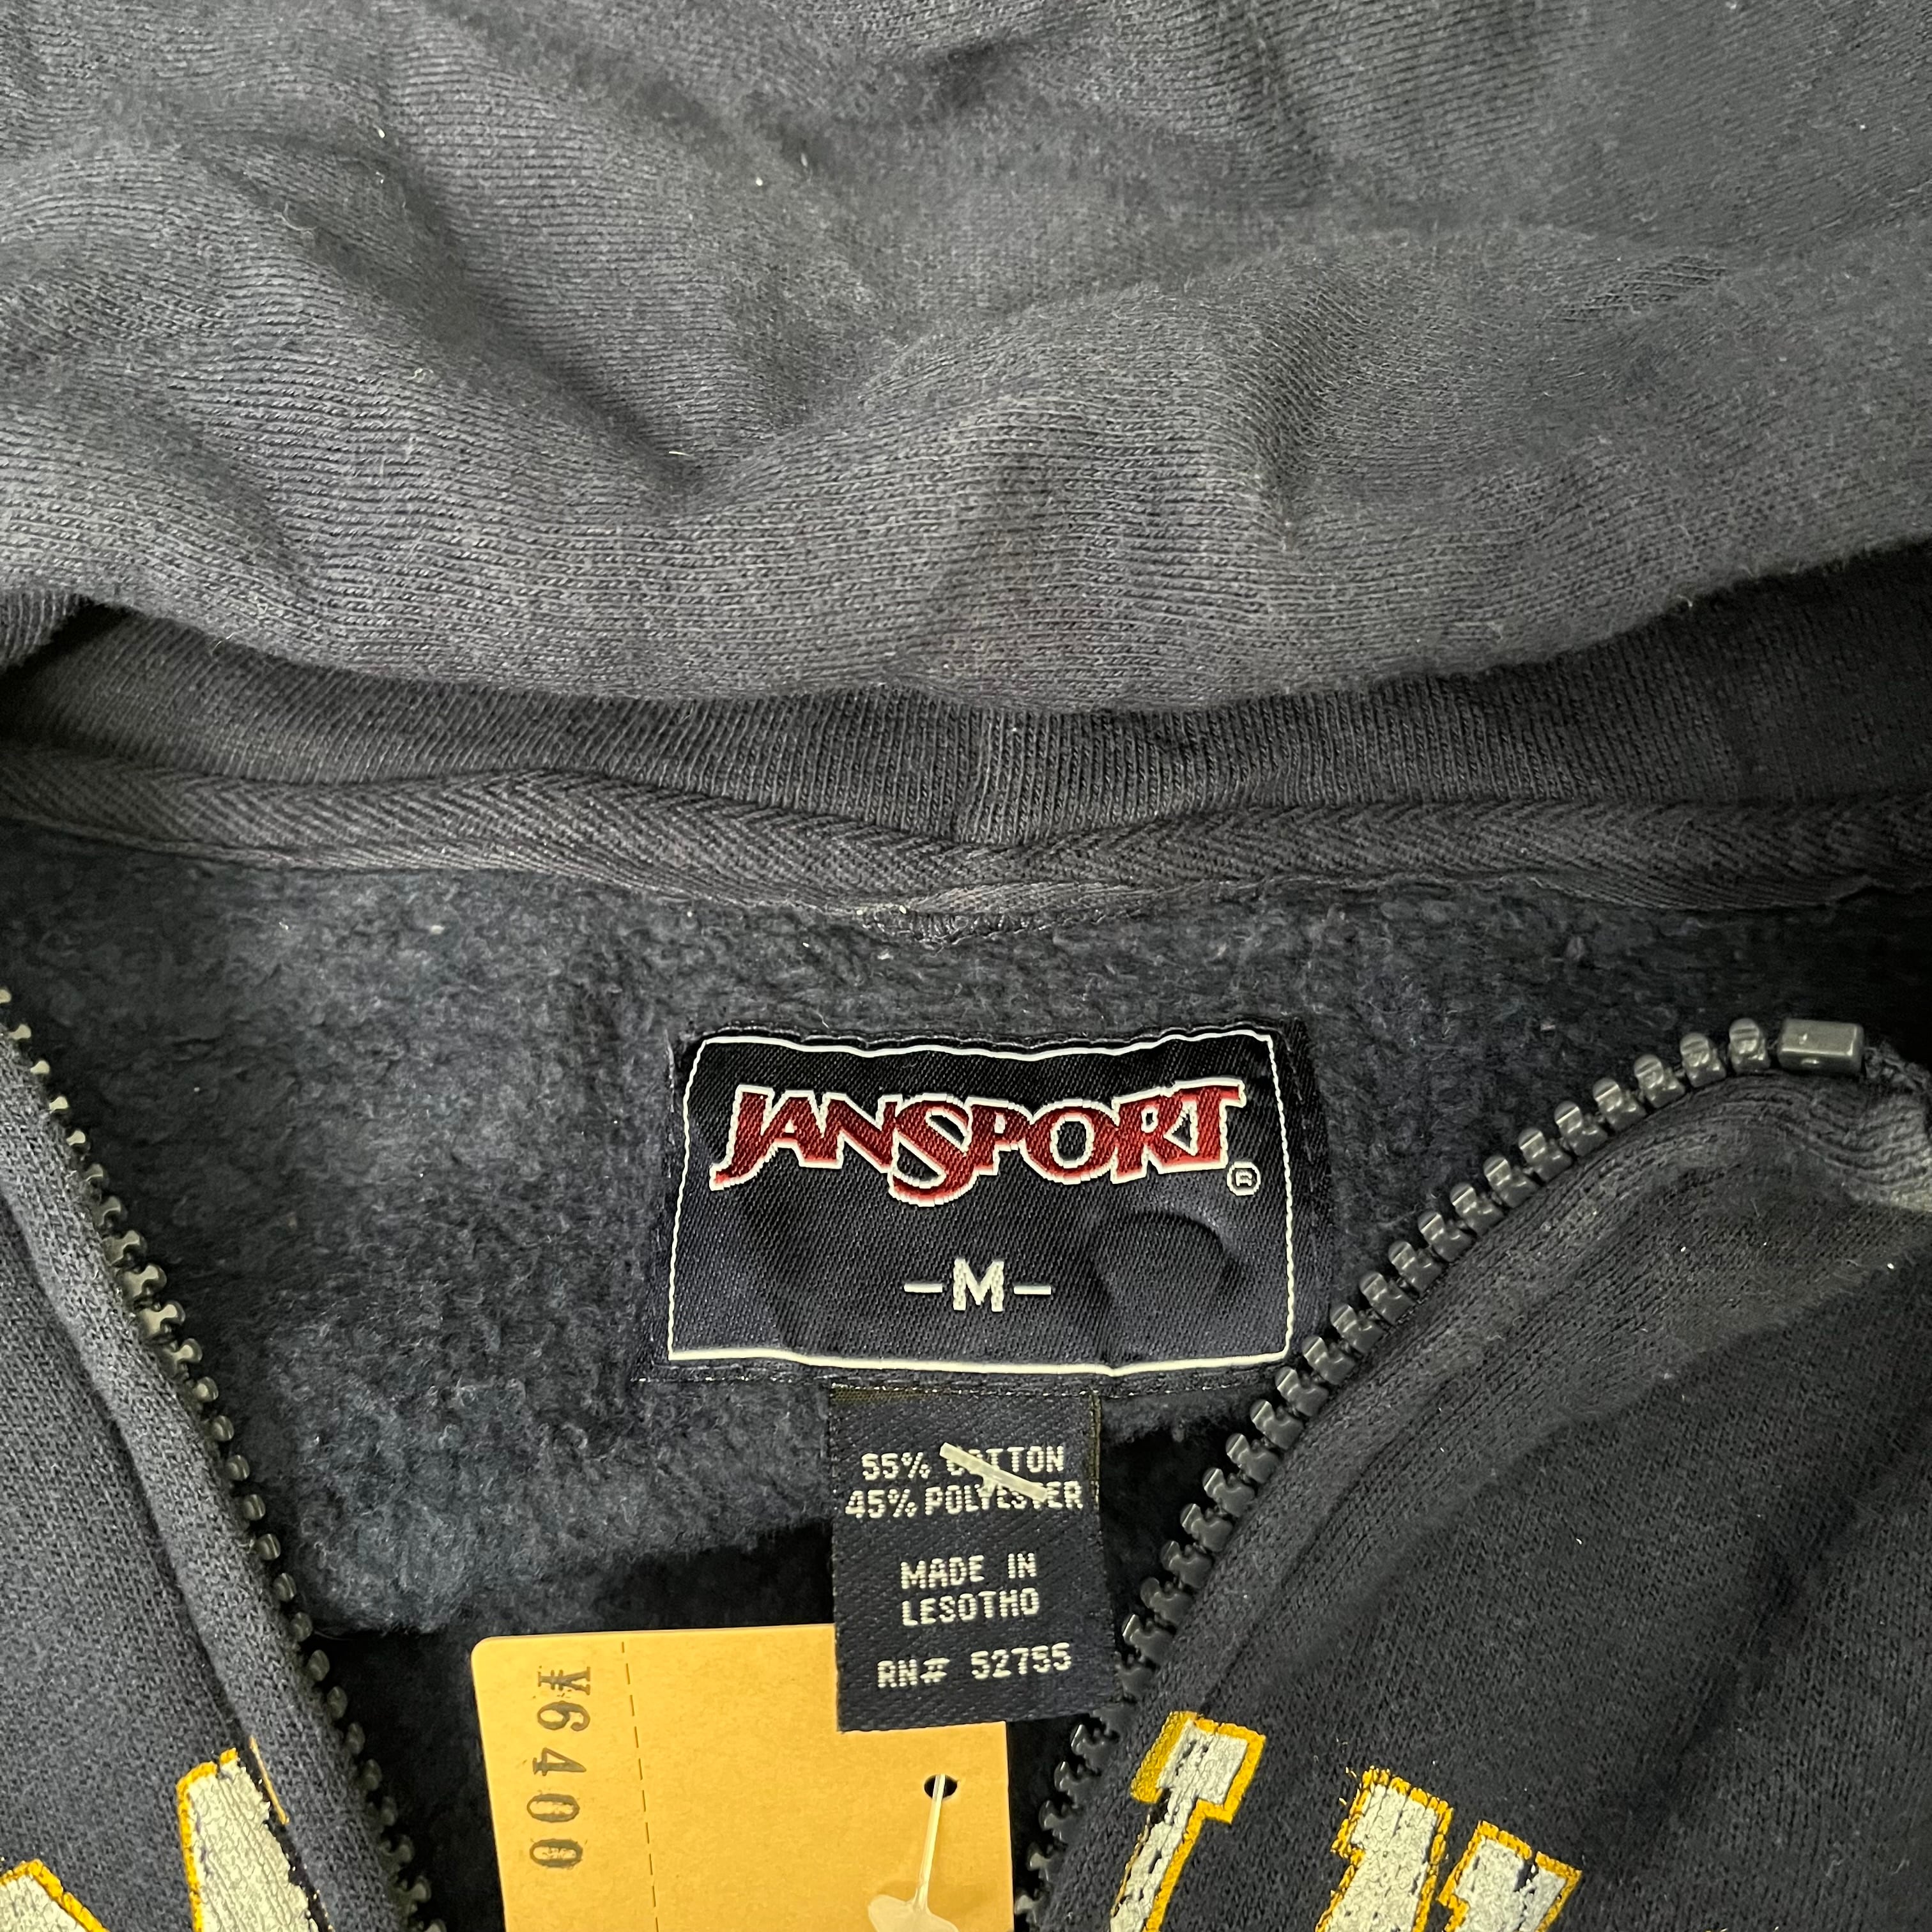 JANSPORT®
-M-
55% COTTON
45% POLYESTER
MADE IN
LESOTHO
RN# 52755
¥6400